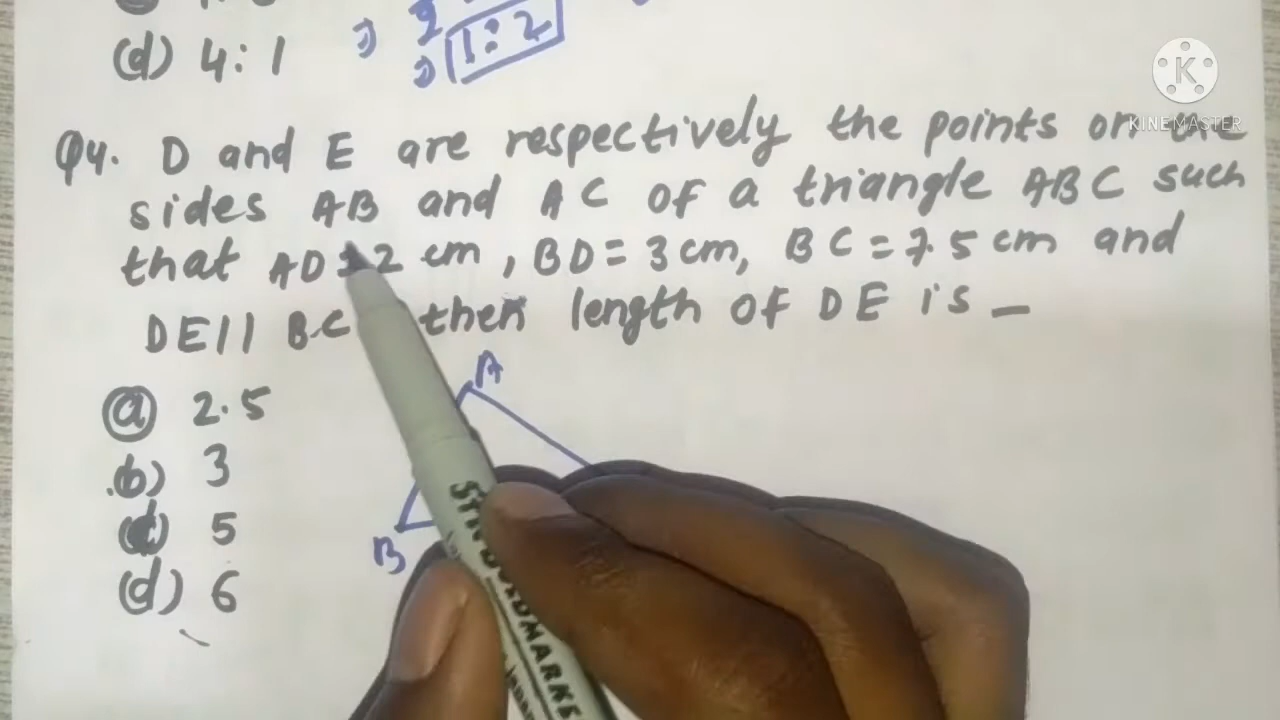 (d) 4:1
1:2
K
KINEMASTER
Q4. D and E are respectively the points on the
sides AB and AC of a triangle ABC such
that AD=2 cm, BD=3cm, BC=7.5 cm and
DE|| BC then length of DE is _
(a) 2.5
(b) 3
(c) 5
(d) 6
A
B